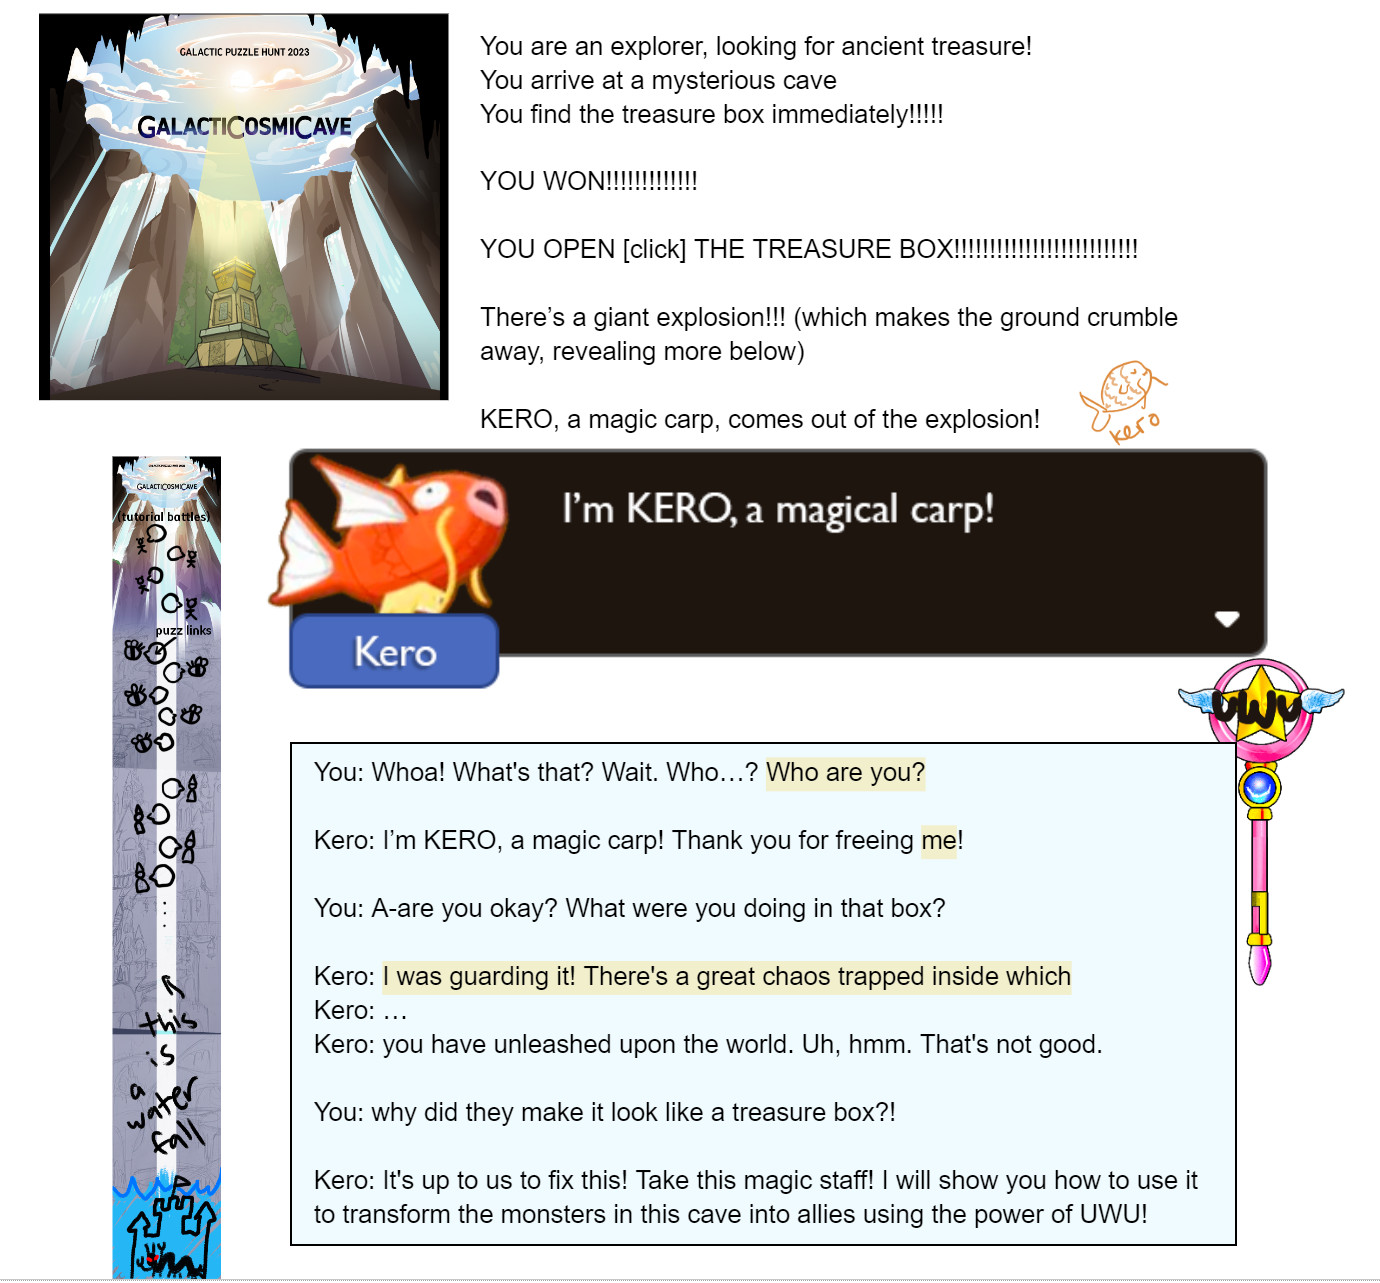 GALACTIC PUZZLE HUNT 2023
GALACTICOSMICAVE
You are an explorer, looking for ancient treasure!
You arrive at a mysterious cave
You find the treasure box immediately!!!!!
YOU WON!!!!!!!!!!!!!
YOU OPEN [click] THE TREASURE BOX!!!!!!!!!!!!!!!!!!!!!!!!!!
There’s a giant explosion!!! (which makes the ground crumble
away, revealing more below)
KERO, a magic carp, comes out of the explosion!
kero
GALACTIC PUZZLE HUNT 2023
GALACTICOSMICAVE
(tutorial battles)
puzz links
this
is
a
water
fall
I’m KERO, a magical carp!
Kero
UWU
You: Whoa! What's that? Wait. Who…? Who are you?
Kero: I’m KERO, a magic carp! Thank you for freeing me!
You: A-are you okay? What were you doing in that box?
Kero: I was guarding it! There's a great chaos trapped inside which
Kero: …
Kero: you have unleashed upon the world. Uh, hmm. That's not good.
You: why did they make it look like a treasure box?!
Kero: It's up to us to fix this! Take this magic staff! I will show you how to use it
to transform the monsters in this cave into allies using the power of UWU!